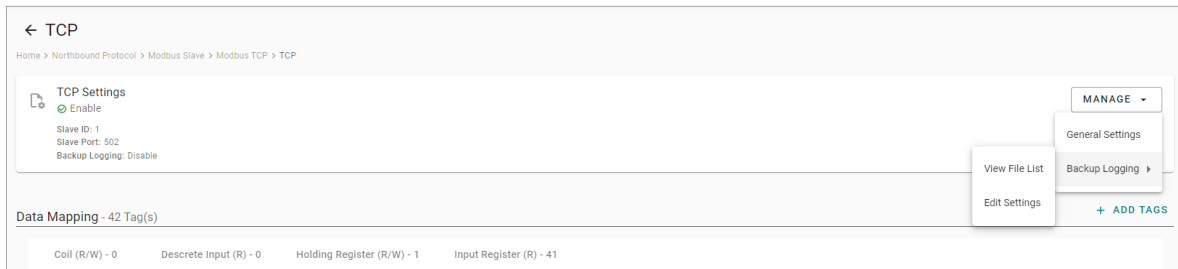 ← TCP
Home > Northbound Protocol > Modbus Slave > Modbus TCP > TCP
TCP Settings
Enable
Slave ID: 1
Slave Port: 502
Backup Logging: Disable
MANAGE
General Settings
Backup Logging
View File List
Edit Settings
Data Mapping - 42 Tag(s)
+ ADD TAGS
Coil (R/W) - 0 Descrete Input (R) - 0 Holding Register (R/W) - 1 Input Register (R) - 41